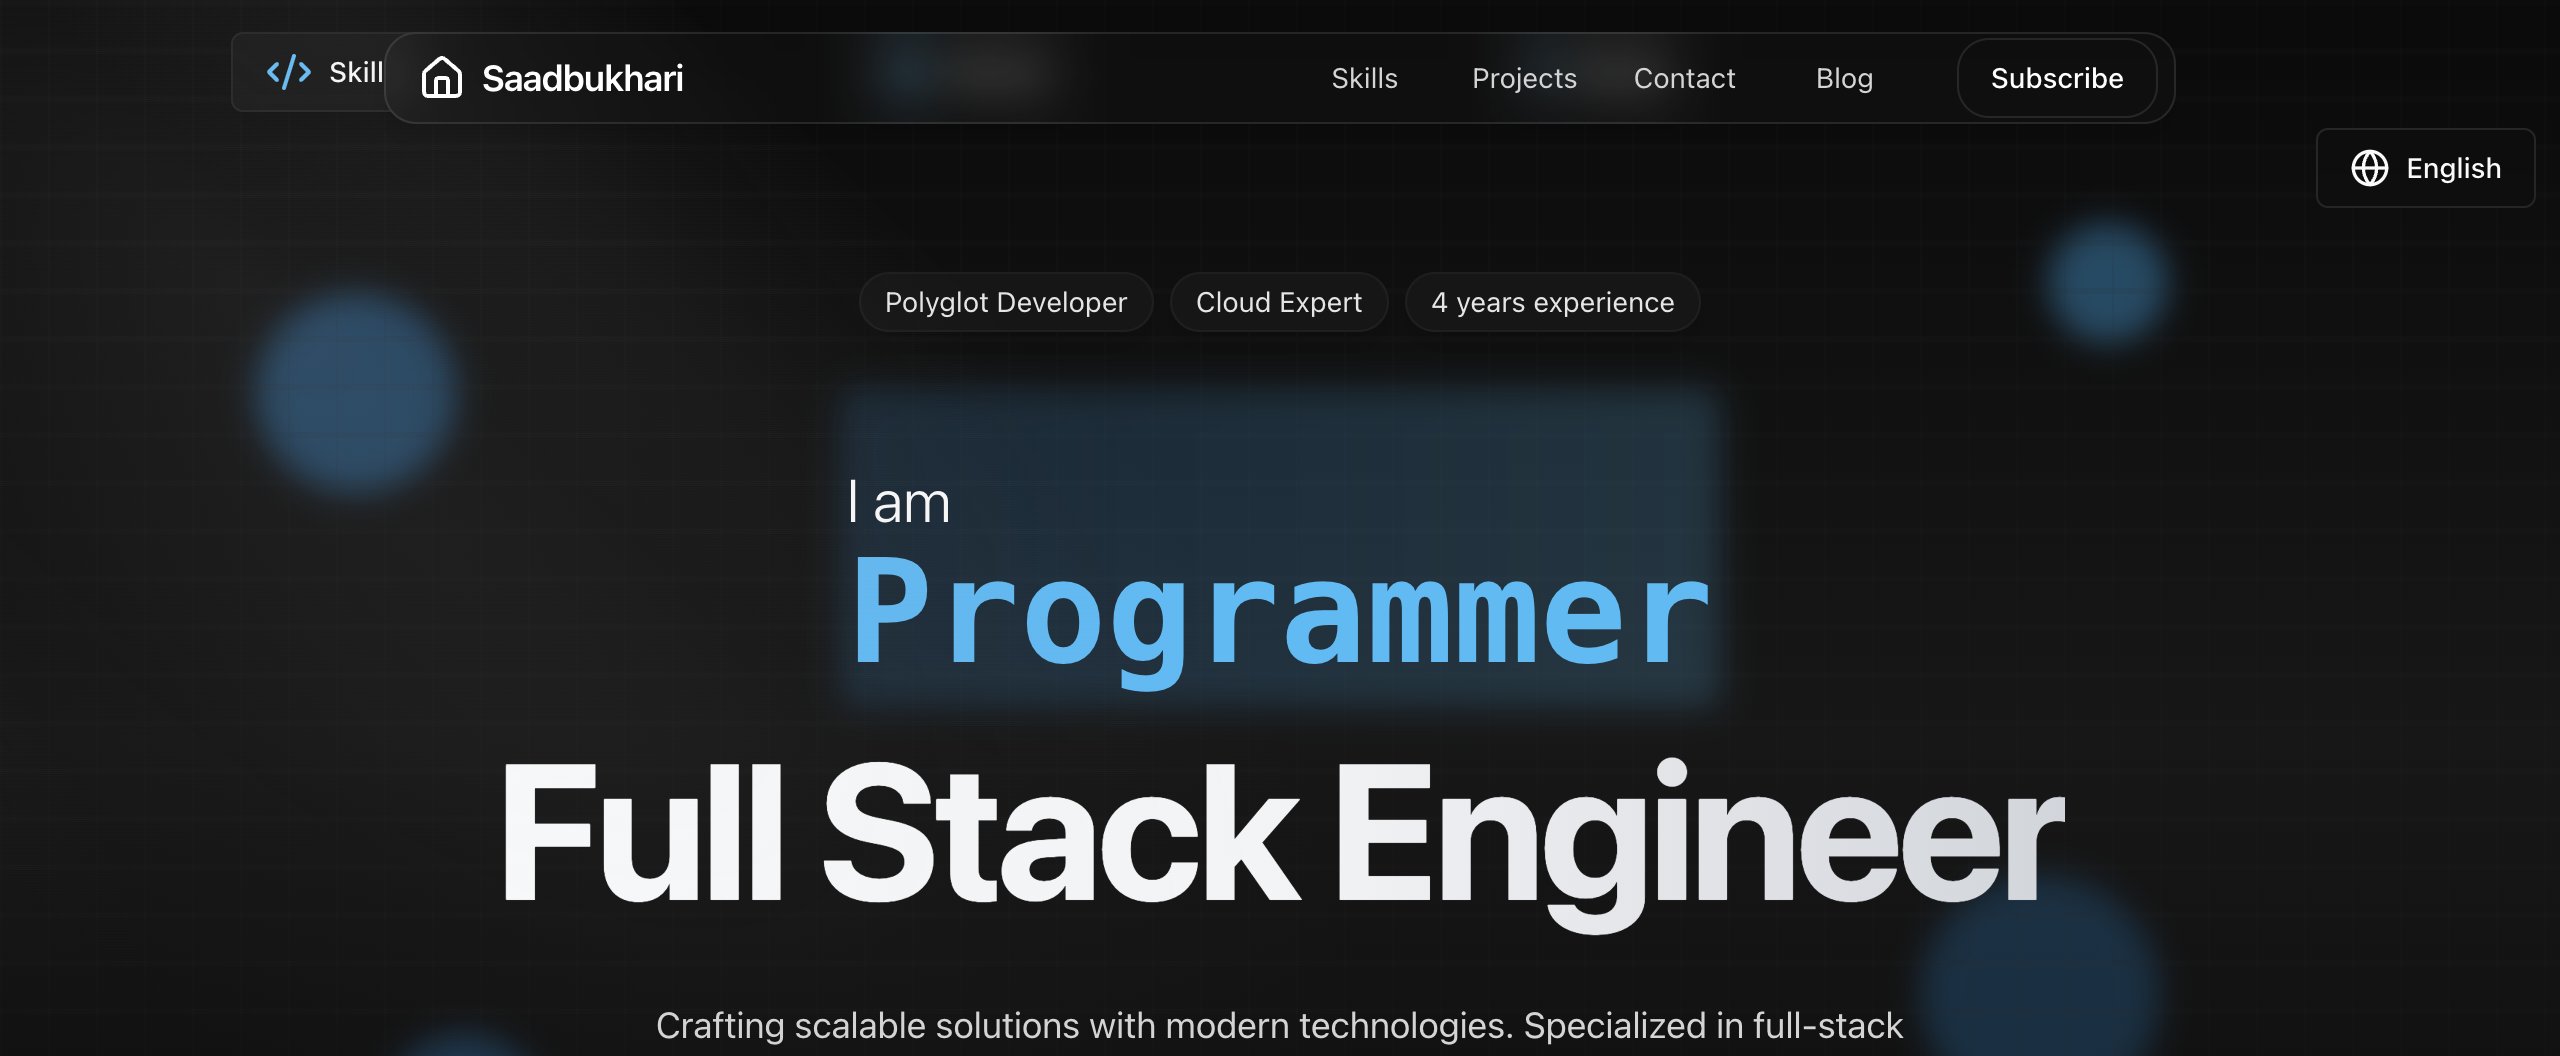 Skill
Saadbukhari
Skills
Projects
Contact
Blog
Subscribe
English
Polyglot Developer
Cloud Expert
4 years experience
I am
Programmer
Full Stack Engineer
Crafting scalable solutions with modern technologies. Specialized in full-stack